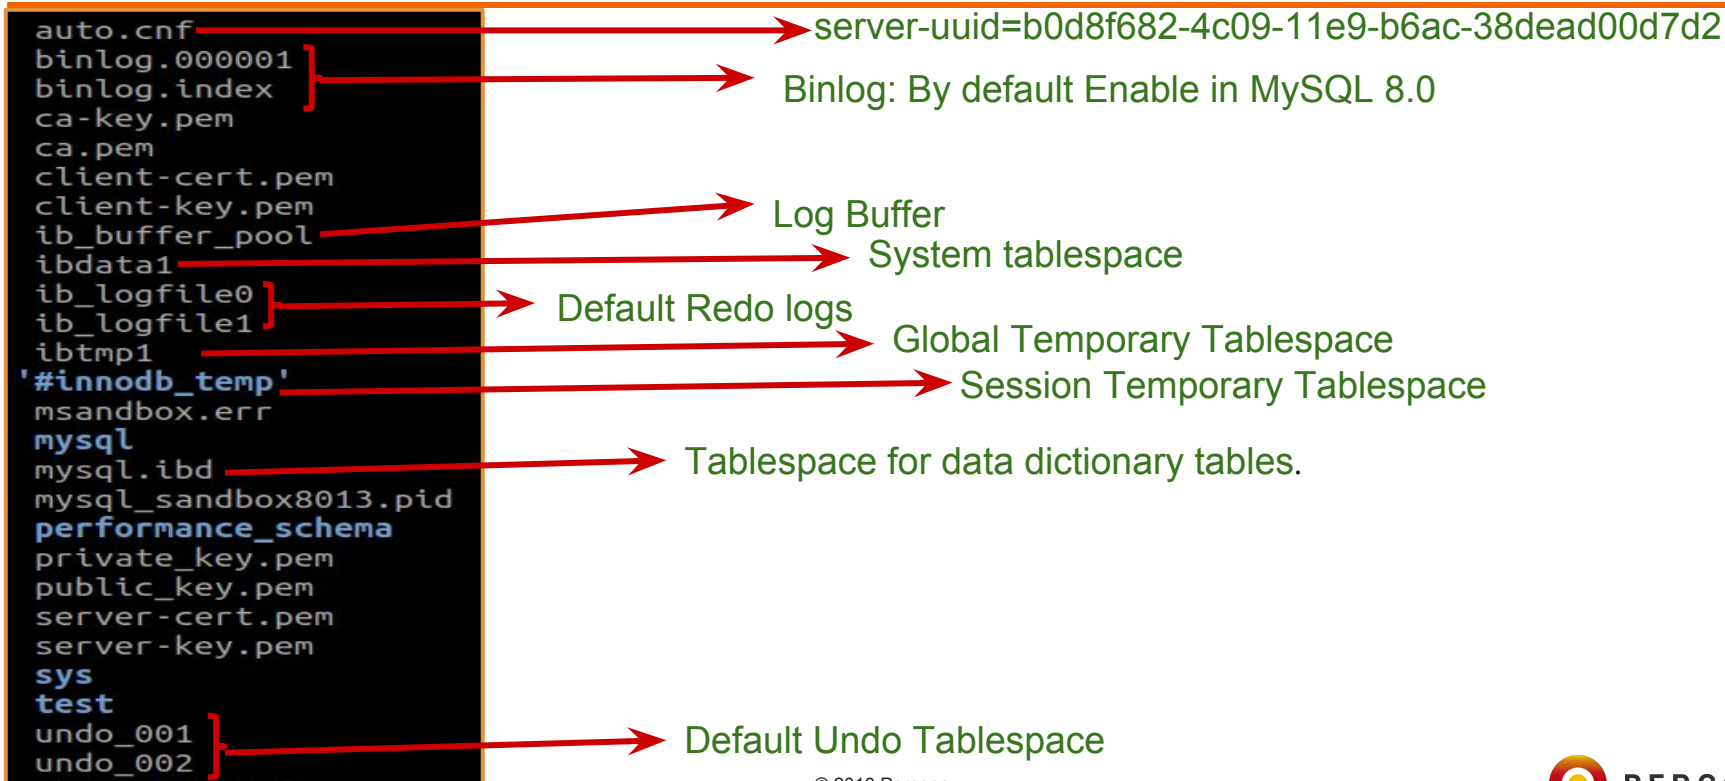 auto.cnf
server-uuid=b0d8f682-4c09-11e9-b6ac-38dead00d7d2
binlog.000001
binlog.index
Binlog: By default Enable in MySQL 8.0
ca-key.pem
ca.pem
client-cert.pem
client-key.pem
ib_buffer_pool
Log Buffer
ibdata1
System tablespace
ib_logfile0
ib_logfile1
Default Redo logs
ibtmp1
Global Temporary Tablespace
'#innodb_temp'
Session Temporary Tablespace
msandbox.err
mysql
mysql.ibd
Tablespace for data dictionary tables.
mysql_sandbox8013.pid
performance_schema
private_key.pem
public_key.pem
server-cert.pem
server-key.pem
sys
test
undo_001
undo_002
Default Undo Tablespace